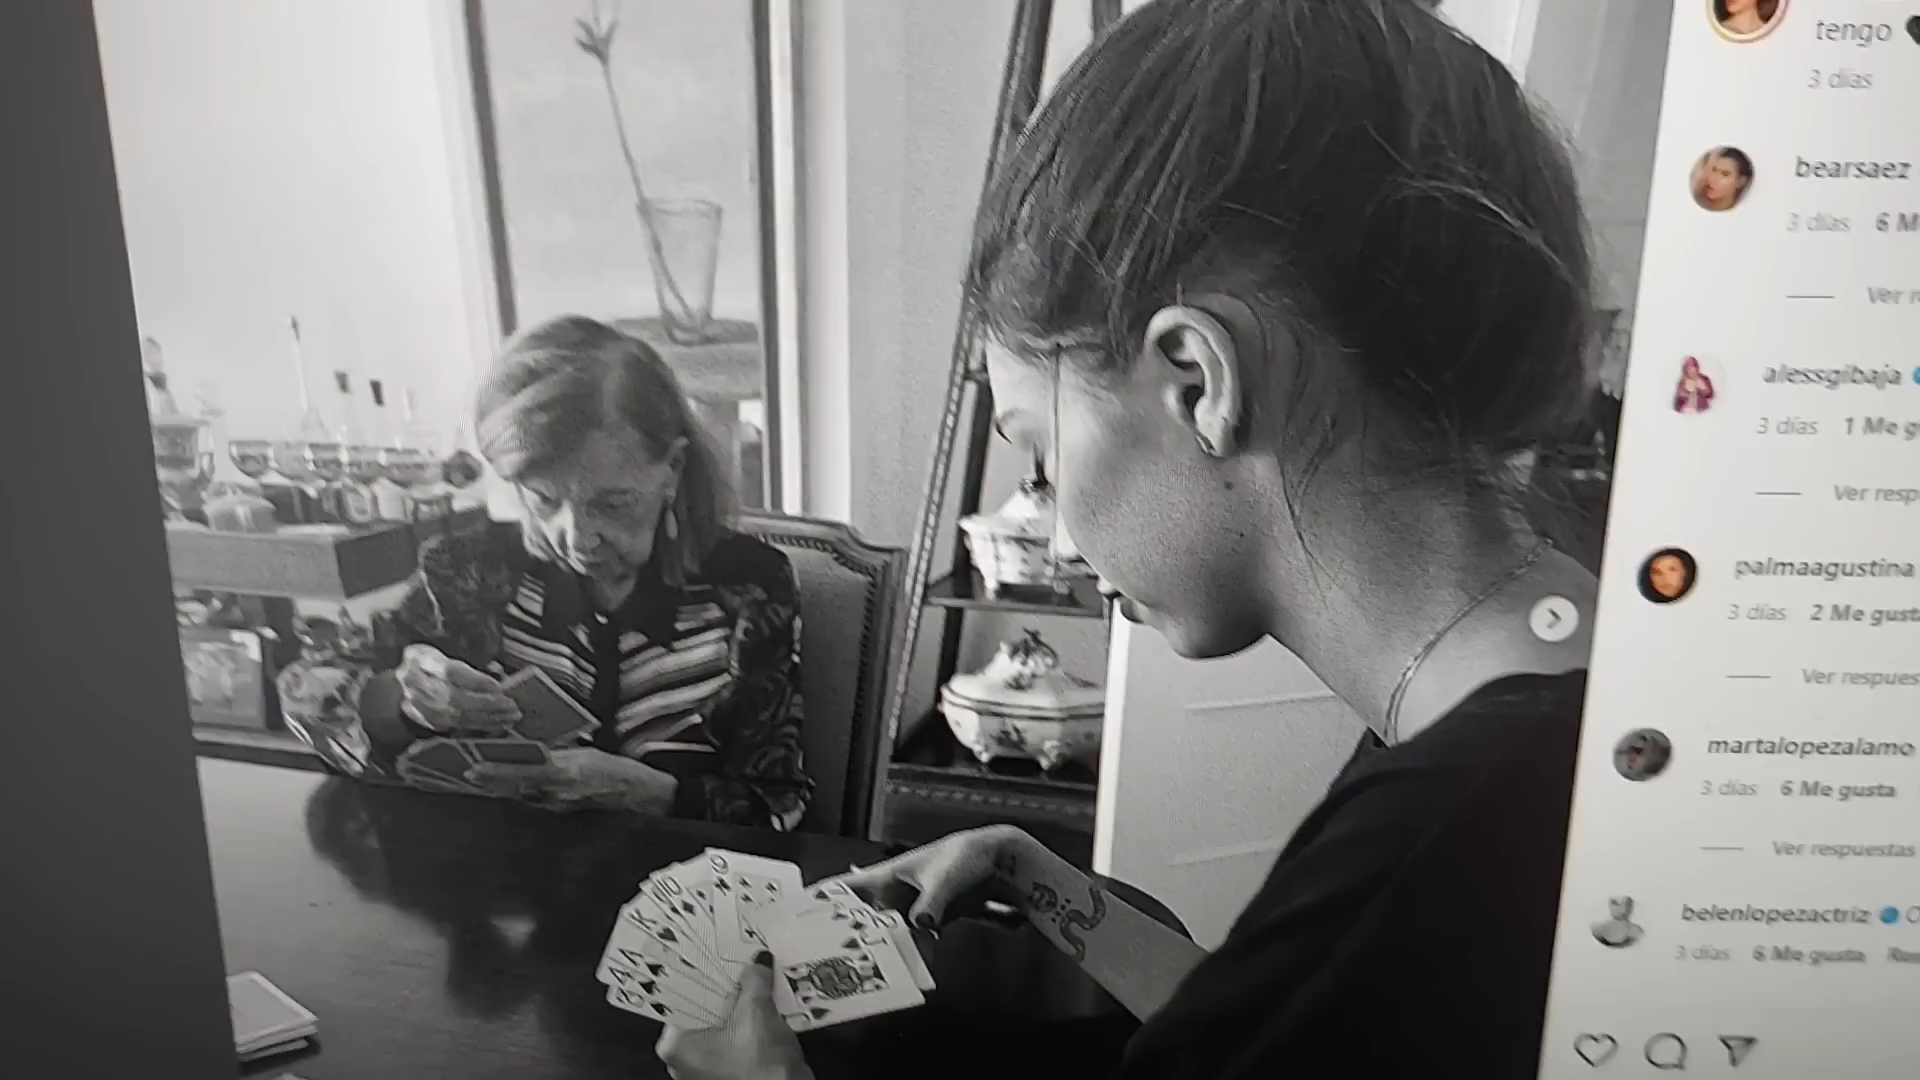 tengo
3 días
bearsaez
3 días 6 M
Ver r
alessgibaja
3 días 1 Me g
Ver resp
palmaagustina
3 días 2 Me gusta
Ver respues
martalopezalamo
3 días 6 Me gusta
Ver respuestas
belenlopezactriz
3 días 6 Me gusta Res
K
J